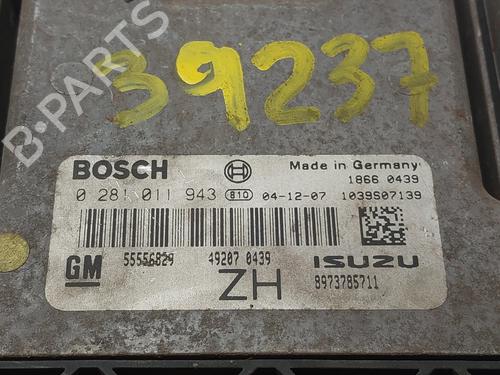 39237
B-PARTS
BOSCH
Made in Germany
1866 0439
0 281 011 943 810 04-12-07 1039S07139
GM 55556829 49207 0439 ISUZU
ZH 8973785711